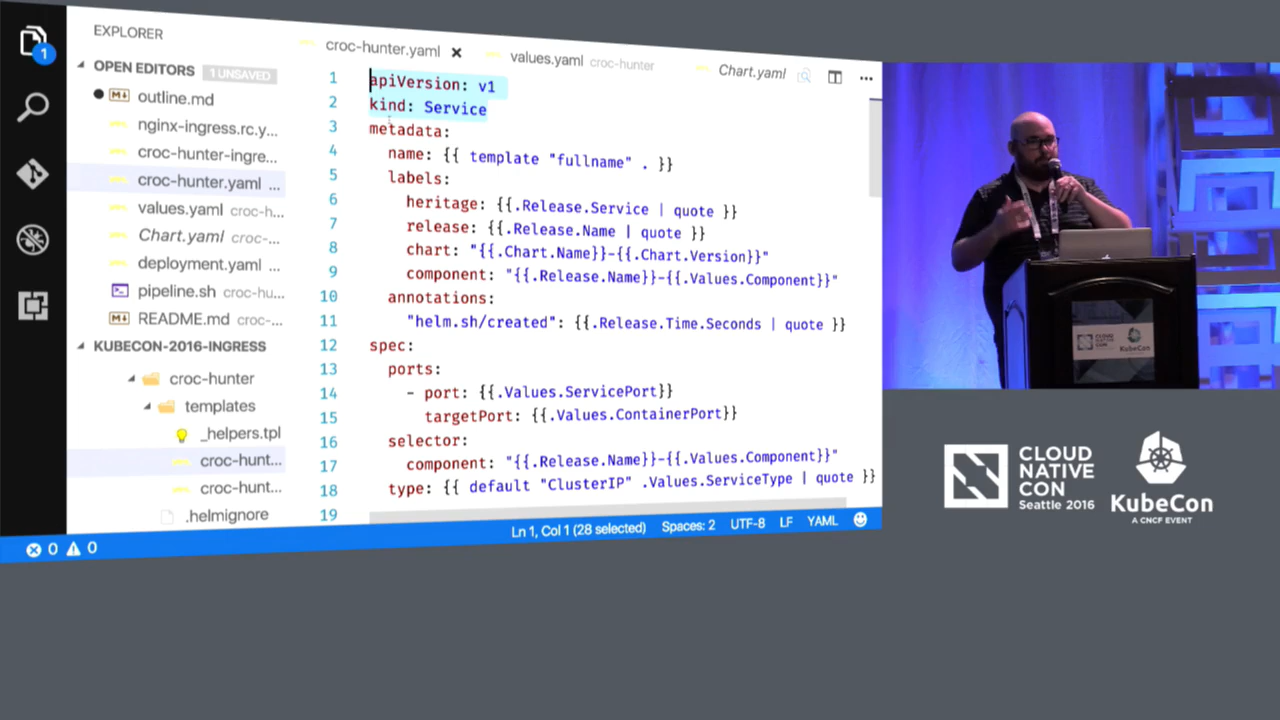 EXPLORER
OPEN EDITORS 1 UNSAVED
outline.md
nginx-ingress.rc.y...
croc-hunter-ingre...
croc-hunter.yaml ...
values.yaml croc-h...
Chart.yaml croc-...
deployment.yaml ...
pipeline.sh croc-hu...
README.md croc-...
KUBECON-2016-INGRESS
croc-hunter
templates
_helpers.tpl
croc-hunt...
croc-hunt...
.helmignore
1
croc-hunter.yaml
values.yaml croc-hunter
Chart.yaml
1 apiVersion: v1
2 kind: Service
3 metadata:
4 name: {{ template "fullname" . }}
5 labels:
6 heritage: {{.Release.Service | quote }}
7 release: {{.Release.Name | quote }}
8 chart: "{{.Chart.Name}}-{{.Chart.Version}}"
9 component: "{{.Release.Name}}-{{.Values.Component}}"
10 annotations:
11 "helm.sh/created": {{.Release.Time.Seconds | quote }}
12 spec:
13 ports:
14 - port: {{.Values.ServicePort}}
15 targetPort: {{.Values.ContainerPort}}
16 selector:
17 component: "{{.Release.Name}}-{{.Values.Component}}"
18 type: {{ default "ClusterIP" .Values.ServiceType | quote }}
19
0 0
Ln 1, Col 1 (28 selected) Spaces: 2 UTF-8 LF YAML
CLOUD NATIVE CON
KubeCon
CLOUD
NATIVE
CON
Seattle 2016
KubeCon
A CNCF EVENT